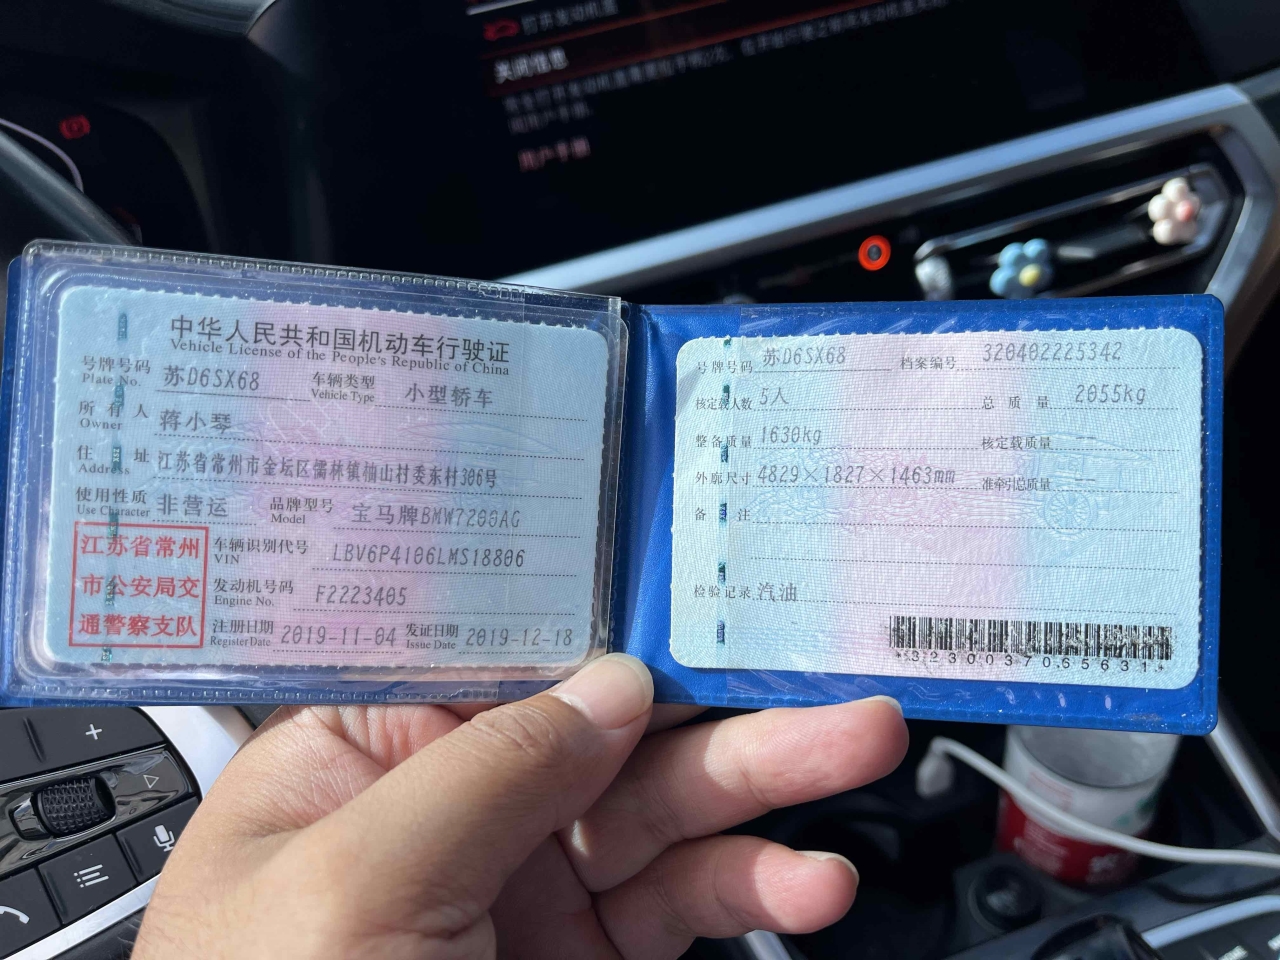 打开发动机盖
关闭信息
用户手册
中华人民共和国机动车行驶证
Vehicle License of the People's Republic of China
号牌号码 苏D6SX68 车辆类型 小型轿车
Plate No. Vehicle Type
所有人 蒋小琴
Owner
住址 江苏省常州市金坛区儒林镇柚山村委东村306号
Address
使用性质 非营运 品牌型号 宝马牌BMW7200AG
Use Character Model
江苏省常州
市公安局交
通警察支队
车辆识别代号 LBV6P4106LMS18806
VIN
发动机号码 F2223405
Engine No.
注册日期 2019-11-04 发证日期 2019-12-18
Register Date Issue Date
号牌号码 苏D6SX68 档案编号 320402225342
核定载人数 5人 总质量 2055kg
整备质量 1630kg 核定载质量 --
外廓尺寸 4829×1827×1463mm 准牵引总质量 --
备注
检验记录 汽油
*3230037065631*